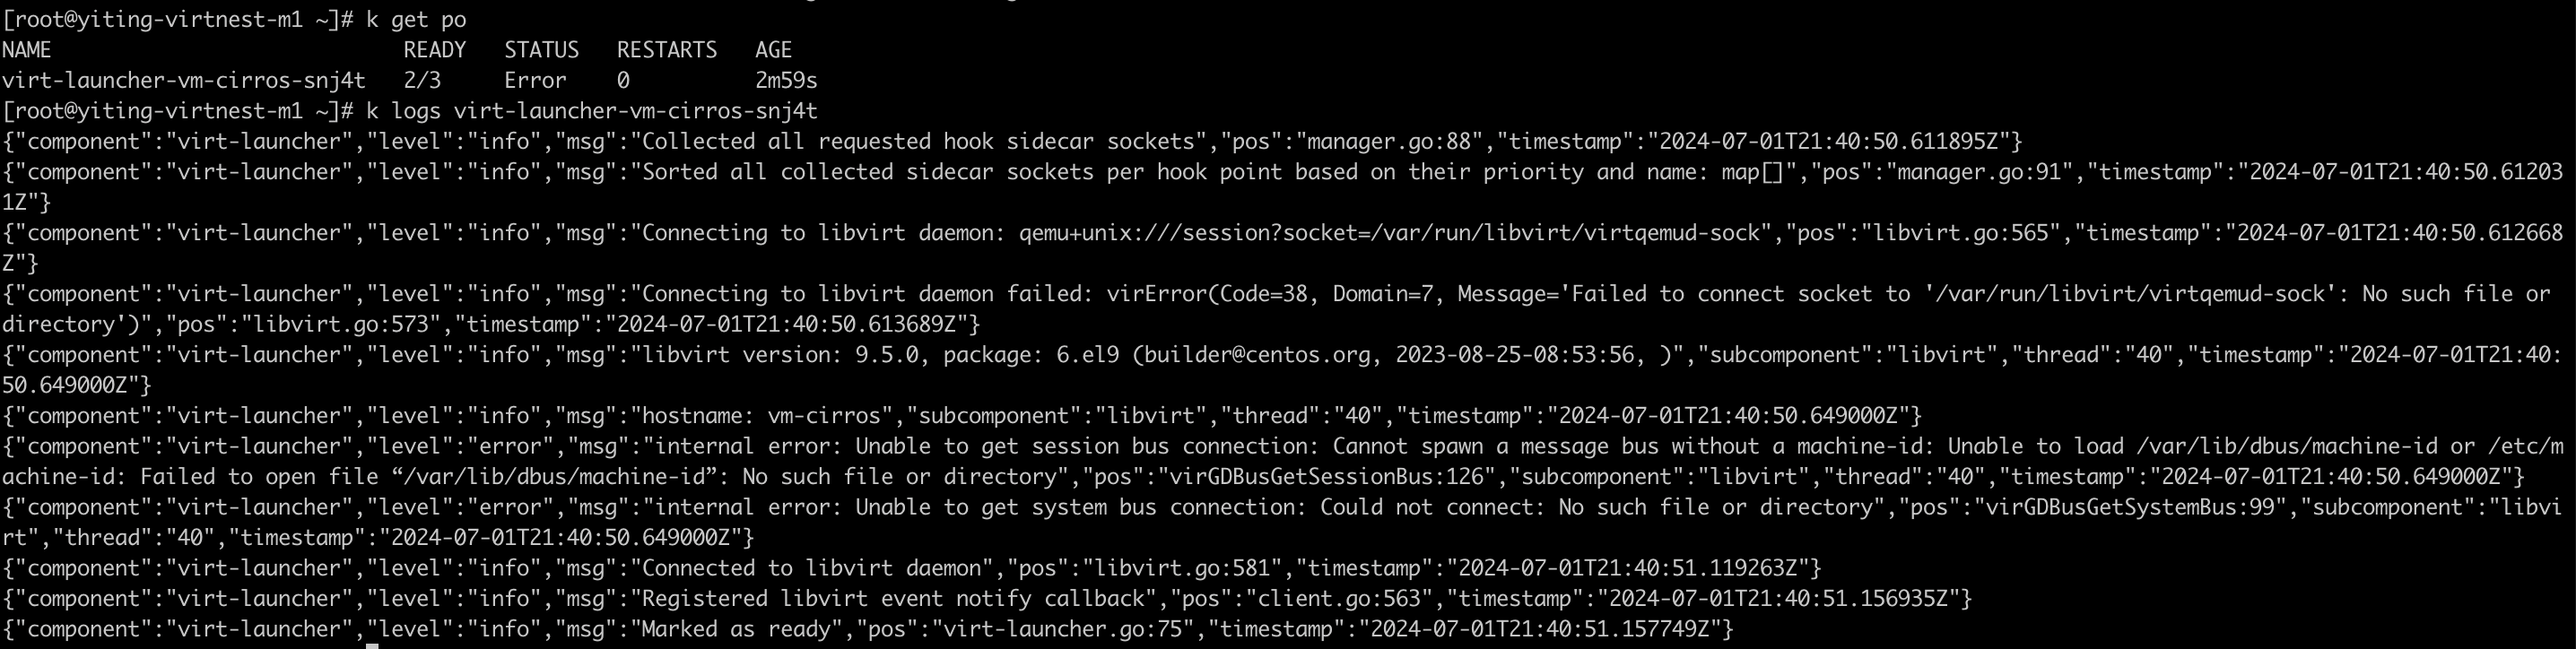 [root@yiting-virtnest-m1 ~]# k get po
NAME                             READY   STATUS   RESTARTS   AGE
virt-launcher-vm-cirros-snj4t   2/3     Error    0          2m59s
[root@yiting-virtnest-m1 ~]# k logs virt-launcher-vm-cirros-snj4t
{"component":"virt-launcher","level":"info","msg":"Collected all requested hook sidecar sockets","pos":"manager.go:88","timestamp":"2024-07-01T21:40:50.611895Z"}
{"component":"virt-launcher","level":"info","msg":"Sorted all collected sidecar sockets per hook point based on their priority and name: map[]","pos":"manager.go:91","timestamp":"2024-07-01T21:40:50.61203
1Z"}
{"component":"virt-launcher","level":"info","msg":"Connecting to libvirt daemon: qemu+unix:///session?socket=/var/run/libvirt/virtqemud-sock","pos":"libvirt.go:565","timestamp":"2024-07-01T21:40:50.612668
Z"}
{"component":"virt-launcher","level":"info","msg":"Connecting to libvirt daemon failed: virError(Code=38, Domain=7, Message='Failed to connect socket to '/var/run/libvirt/virtqemud-sock': No such file or
directory')","pos":"libvirt.go:573","timestamp":"2024-07-01T21:40:50.613689Z"}
{"component":"virt-launcher","level":"info","msg":"libvirt version: 9.5.0, package: 6.el9 (builder@centos.org, 2023-08-25-08:53:56, )","subcomponent":"libvirt","thread":"40","timestamp":"2024-07-01T21:40:
50.649000Z"}
{"component":"virt-launcher","level":"info","msg":"hostname: vm-cirros","subcomponent":"libvirt","thread":"40","timestamp":"2024-07-01T21:40:50.649000Z"}
{"component":"virt-launcher","level":"error","msg":"internal error: Unable to get session bus connection: Cannot spawn a message bus without a machine-id: Unable to load /var/lib/dbus/machine-id or /etc/m
achine-id: Failed to open file “/var/lib/dbus/machine-id”: No such file or directory","pos":"virGDBusGetSessionBus:126","subcomponent":"libvirt","thread":"40","timestamp":"2024-07-01T21:40:50.649000Z"}
{"component":"virt-launcher","level":"error","msg":"internal error: Unable to get system bus connection: Could not connect: No such file or directory","pos":"virGDBusGetSystemBus:99","subcomponent":"libvi
rt","thread":"40","timestamp":"2024-07-01T21:40:50.649000Z"}
{"component":"virt-launcher","level":"info","msg":"Connected to libvirt daemon","pos":"libvirt.go:581","timestamp":"2024-07-01T21:40:51.119263Z"}
{"component":"virt-launcher","level":"info","msg":"Registered libvirt event notify callback","pos":"client.go:563","timestamp":"2024-07-01T21:40:51.156935Z"}
{"component":"virt-launcher","level":"info","msg":"Marked as ready","pos":"virt-launcher.go:75","timestamp":"2024-07-01T21:40:51.157749Z"}